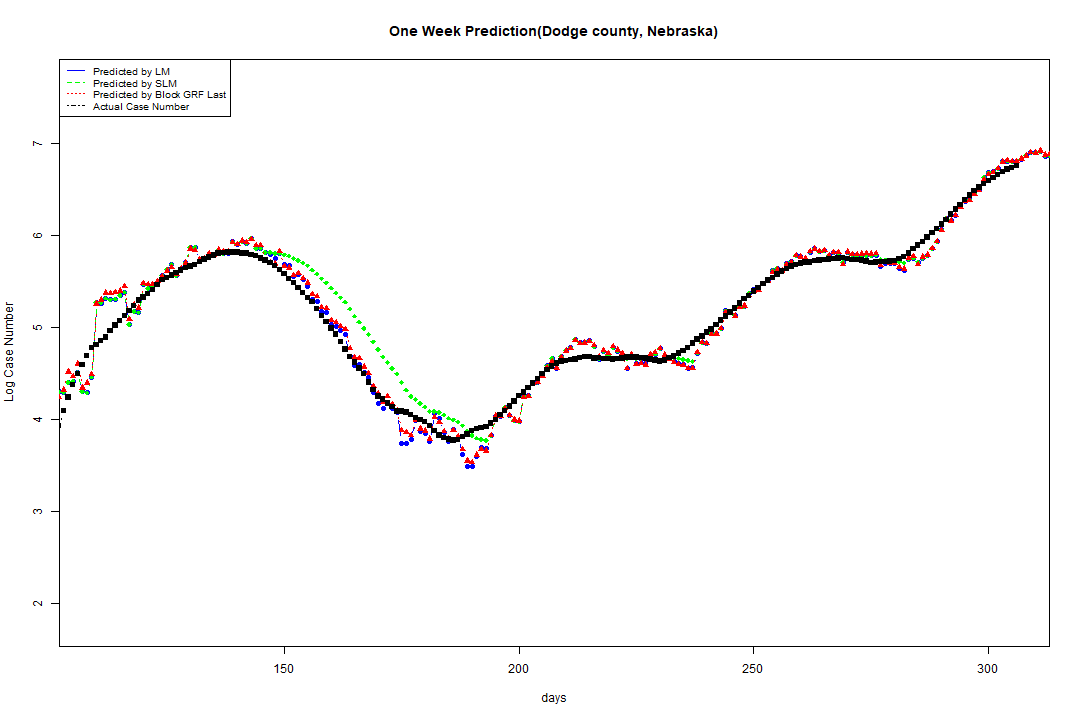 One Week Prediction(Dodge county, Nebraska)
Predicted by LM
Predicted by SLM
Predicted by Block GRF Last
Actual Case Number
7
6
5
4
3
2
Log Case Number
150 200 250 300
days